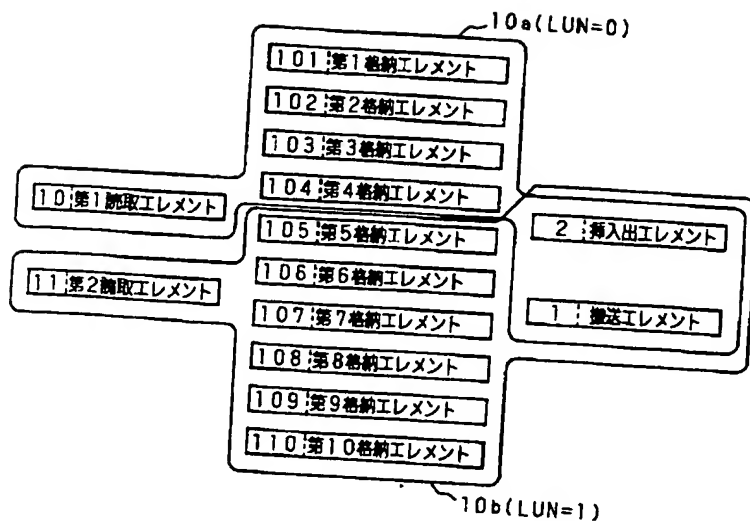 10a(LUN=0)
101 第1格納エレメント
102 第2格納エレメント
103 第3格納エレメント
104 第4格納エレメント
10 第1読取エレメント
105 第5格納エレメント
2 挿入出エレメント
11 第2読取エレメント
106 第6格納エレメント
107 第7格納エレメント
1 搬送エレメント
108 第8格納エレメント
109 第9格納エレメント
110 第10格納エレメント
10b(LUN=1)